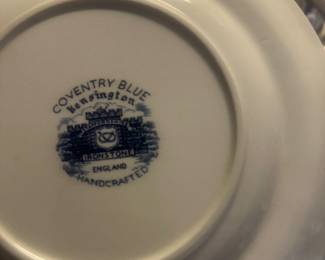 COVENTRY BLUE
Kensington
IRONSTONE
ENGLAND
HANDCRAFTED